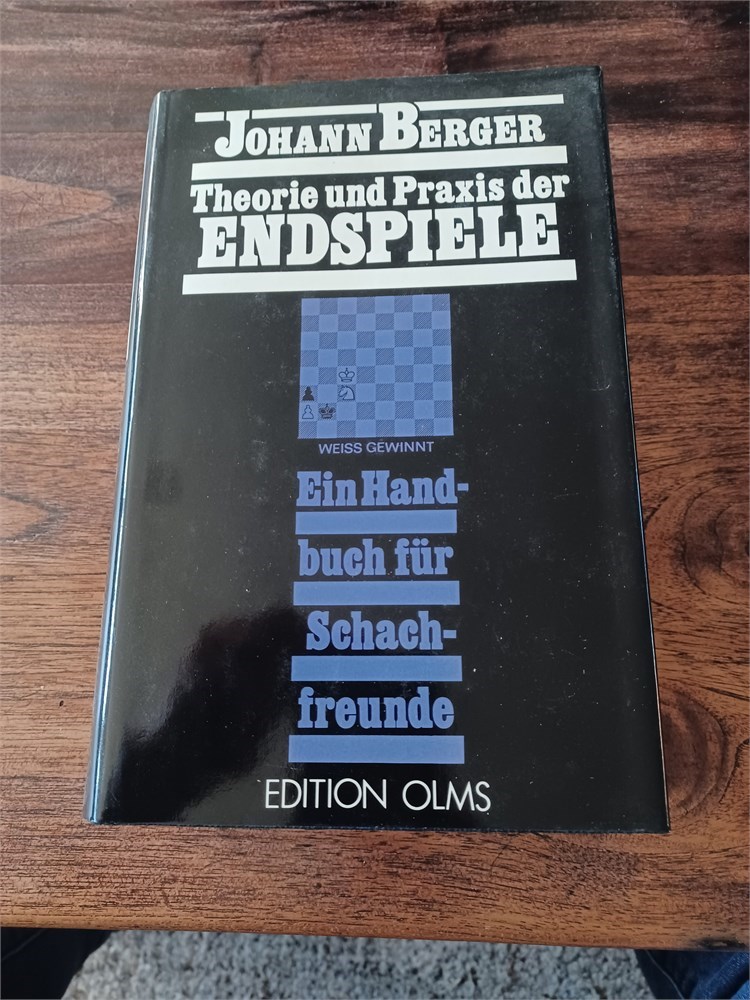 JOHANN BERGER
Theorie und Praxis der
ENDSPIELE
WEISS GEWINNT
Ein Hand-
buch für
Schach-
freunde
EDITION OLMS